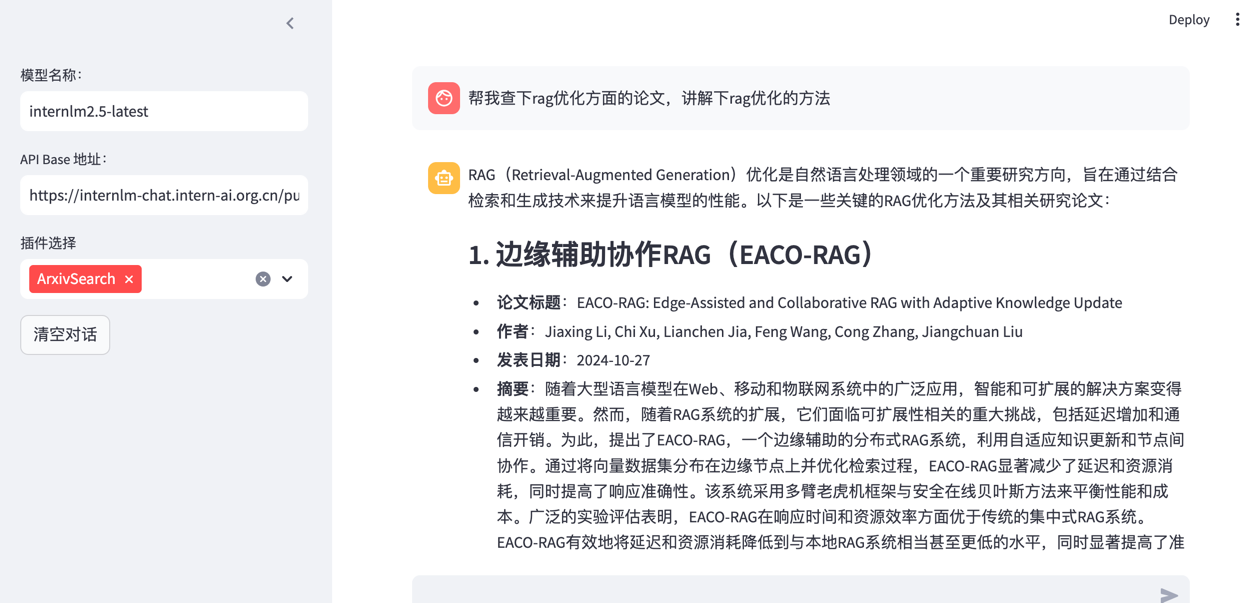 Deploy
模型名称：
internlm2.5-latest
API Base 地址：
https://internlm-chat.intern-ai.org.cn/pu
插件选择
ArxivSearch
清空对话
帮我查下rag优化方面的论文，讲解下rag优化的方法
RAG（Retrieval-Augmented Generation）优化是自然语言处理领域的一个重要研究方向，旨在通过结合
检索和生成技术来提升语言模型的性能。以下是一些关键的RAG优化方法及其相关研究论文：
1. 边缘辅助协作RAG（EACO-RAG）
• 论文标题：EACO-RAG: Edge-Assisted and Collaborative RAG with Adaptive Knowledge Update
• 作者：Jiaxing Li, Chi Xu, Lianchen Jia, Feng Wang, Cong Zhang, Jiangchuan Liu
• 发表日期：2024-10-27
• 摘要：随着大型语言模型在Web、移动和物联网系统中的广泛应用，智能和可扩展的解决方案变得
越来越重要。然而，随着RAG系统的扩展，它们面临可扩展性相关的重大挑战，包括延迟增加和通
信开销。为此，提出了EACO-RAG，一个边缘辅助的分布式RAG系统，利用自适应知识更新和节点间
协作。通过将向量数据集分布在边缘节点上并优化检索过程，EACO-RAG显著减少了延迟和资源消
耗，同时提高了响应准确性。该系统采用多臂老虎机框架与安全在线贝叶斯方法来平衡性能和成
本。广泛的实验评估表明，EACO-RAG在响应时间和资源效率方面优于传统的集中式RAG系统。
EACO-RAG有效地将延迟和资源消耗降低到与本地RAG系统相当甚至更低的水平，同时显著提高了准